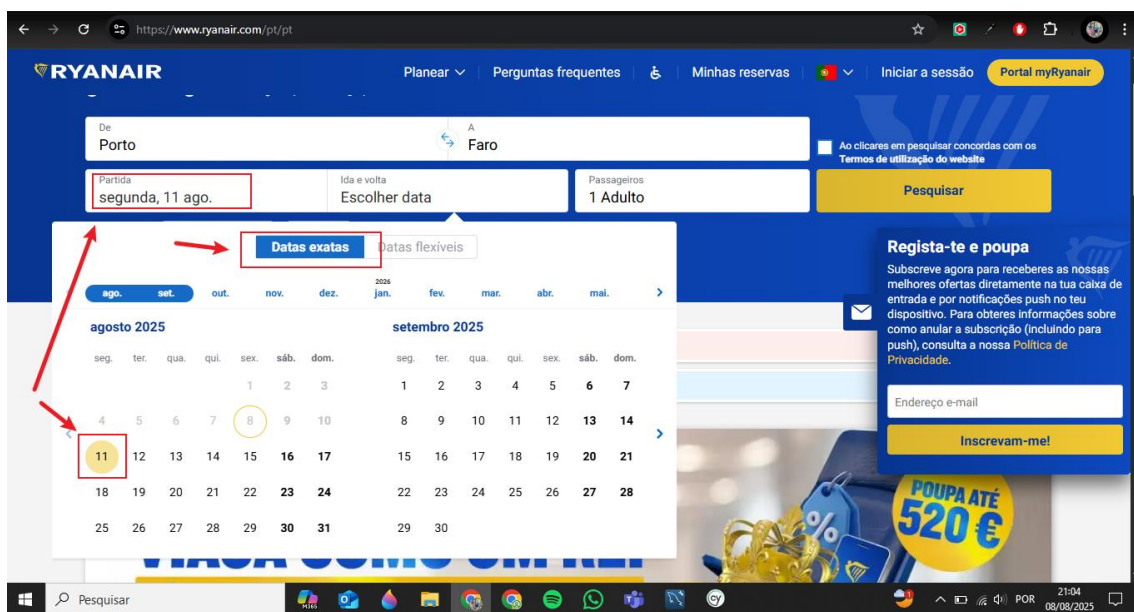 https://www.ryanair.com/pt/pt
RYANAIR
Planear
Perguntas frequentes
Minhas reservas
Iniciar a sessão
Portal myRyanair
De
Porto
A
Faro
Ao clicares em pesquisar concordas com os
Termos de utilização do website
Partida
segunda, 11 ago.
Ida e volta
Escolher data
Passageiros
1 Adulto
Pesquisar
Datas exatas
Datas flexíveis
ago. set. out. nov. dez. 2026 jan. fev. mar. abr. mai.
agosto 2025
seg. ter. qua. qui. sex. sáb. dom.
1 2 3
4 5 6 7 8 9 10
11 12 13 14 15 16 17
18 19 20 21 22 23 24
25 26 27 28 29 30 31
setembro 2025
seg. ter. qua. qui. sex. sáb. dom.
1 2 3 4 5 6 7
8 9 10 11 12 13 14
15 16 17 18 19 20 21
22 23 24 25 26 27 28
29 30
Regista-te e poupa
Subscreve agora para receberes as nossas
melhores ofertas diretamente na tua caixa de
entrada e por notificações push no teu
dispositivo. Para obteres informações sobre
como anular a subscrição (incluindo para
push), consulta a nossa Política de
Privacidade.
Endereço e-mail
Inscrevam-me!
POUPA ATÉ
520 €
%
Pesquisar
M365
POR
21:04
08/08/2025